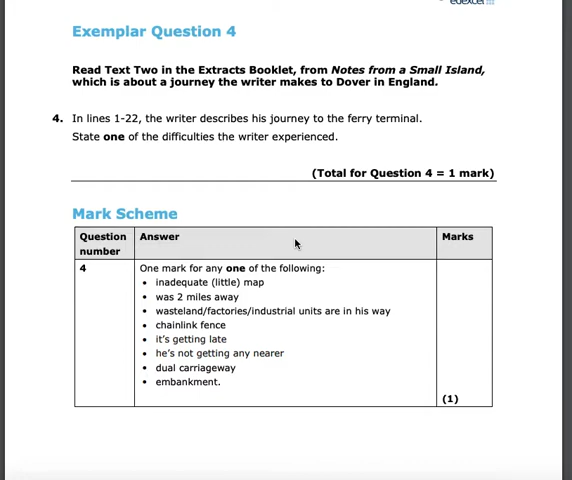 edexcel
Exemplar Question 4
Read Text Two in the Extracts Booklet, from Notes from a Small Island,
which is about a journey the writer makes to Dover in England.
4. In lines 1-22, the writer describes his journey to the ferry terminal.
State one of the difficulties the writer experienced.
(Total for Question 4 = 1 mark)
Mark Scheme
Question number Answer Marks
4 One mark for any one of the following:
• inadequate (little) map
• was 2 miles away
• wasteland/factories/industrial units are in his way
• chainlink fence
• it's getting late
• he's not getting any nearer
• dual carriageway
• embankment.
(1)